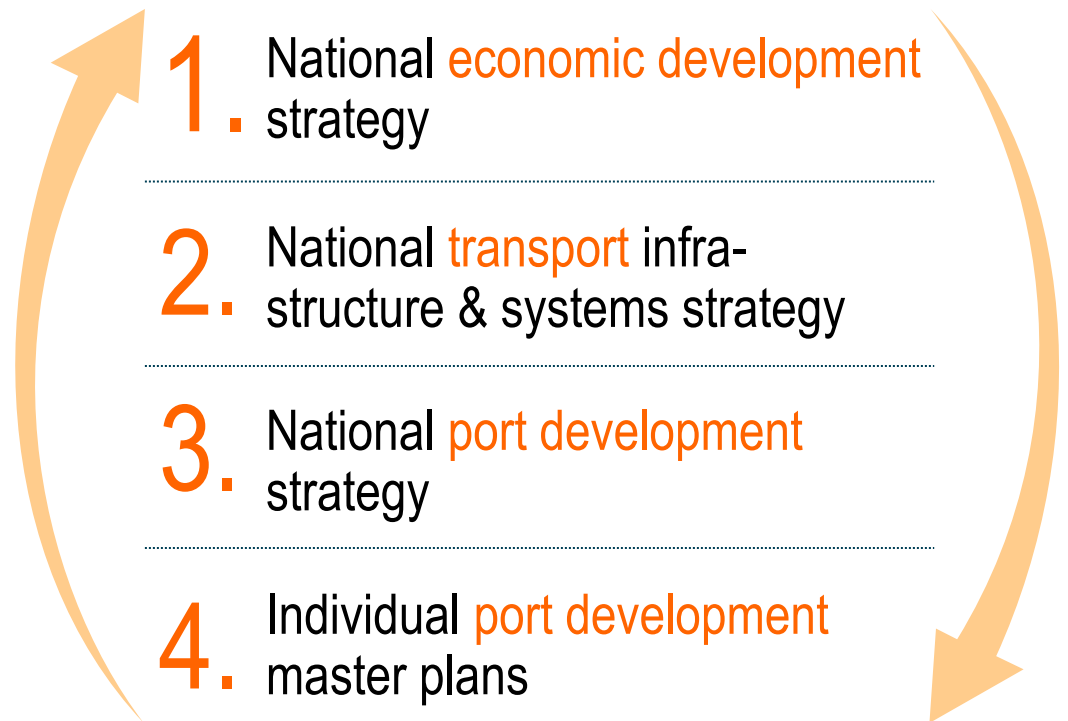 1. National economic development
strategy
2. National transport infra-
structure & systems strategy
3. National port development
strategy
4. Individual port development
master plans